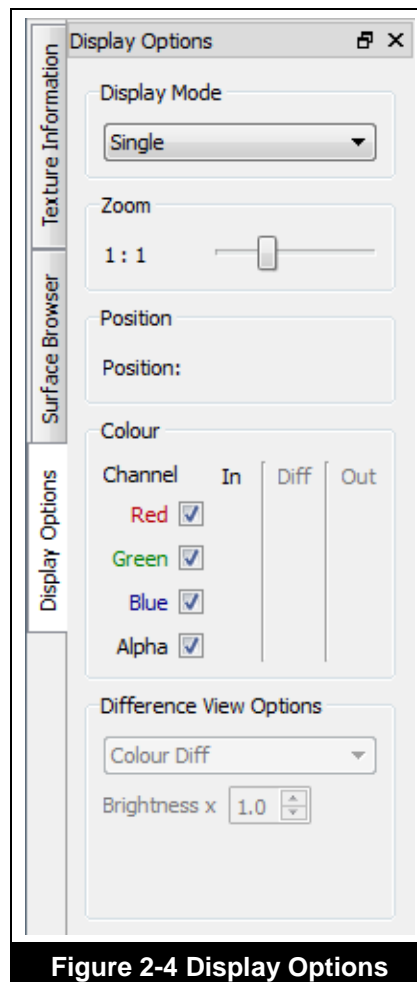 Texture Information
Surface Browser
Display Options
Display Options
Display Mode
Single
Zoom
1 : 1
Position
Position:
Colour
Channel In Diff Out
Red
Green
Blue
Alpha
Difference View Options
Colour Diff
Brightness x 1.0
Figure 2-4 Display Options